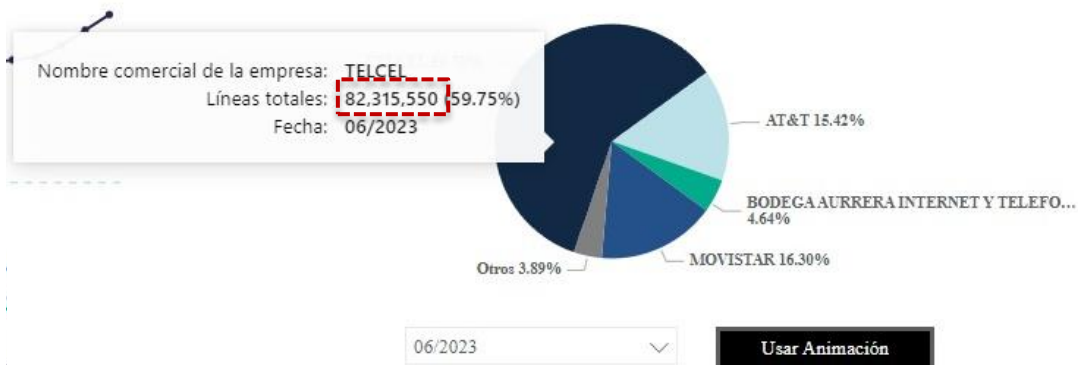 Nombre comercial de la empresa: TELCEL
Líneas totales: 82,315,550 (59.75%)
Fecha: 06/2023
AT&T 15.42%
BODEGA AURRERA INTERNET Y TELEFO...
4.64%
MOVISTAR 16.30%
Otros 3.89%
06/2023
Usar Animación